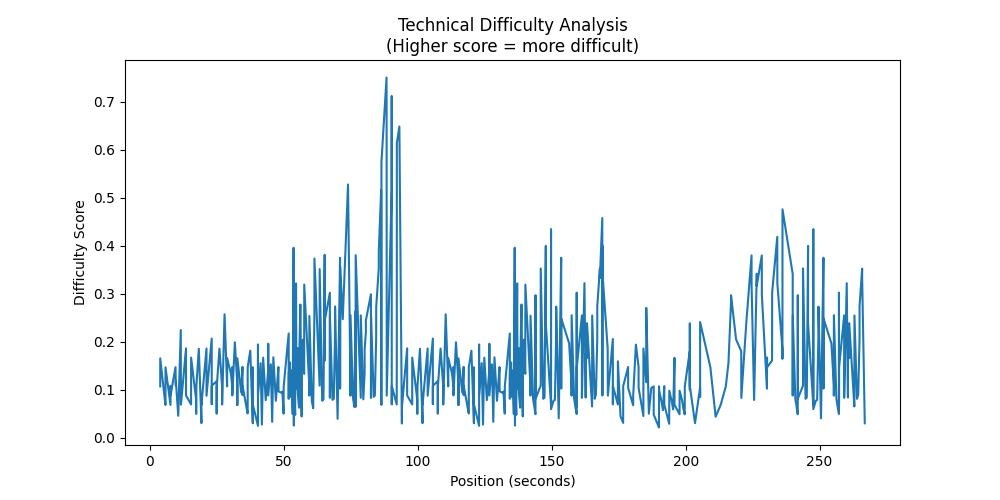 Technical Difficulty Analysis
(Higher score = more difficult)
Difficulty Score
0.7
0.6
0.5
0.4
0.3
0.2
0.1
0.0
0 50 100 150 200 250
Position (seconds)